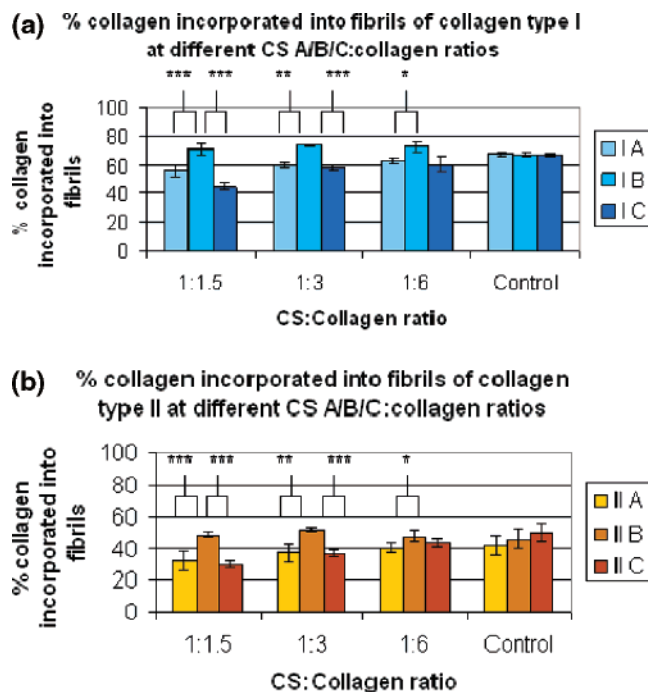 (a) % collagen incorporated into fibrils of collagen type I
at different CS A/B/C:collagen ratios
*** *** ** *** *
% collagen
incorporated into
fibrils
100
80
60
40
20
0
I A
I B
I C
1:1.5 1:3 1:6 Control
CS:Collagen ratio
(b) % collagen incorporated into fibrils of collagen
type II at different CS A/B/C:collagen ratios
% collagen
incorporated into
fibrils
100
*** *** ** *** *
80
60
40
20
0
II A
II B
II C
1:1.5 1:3 1:6 Control
CS:Collagen ratio